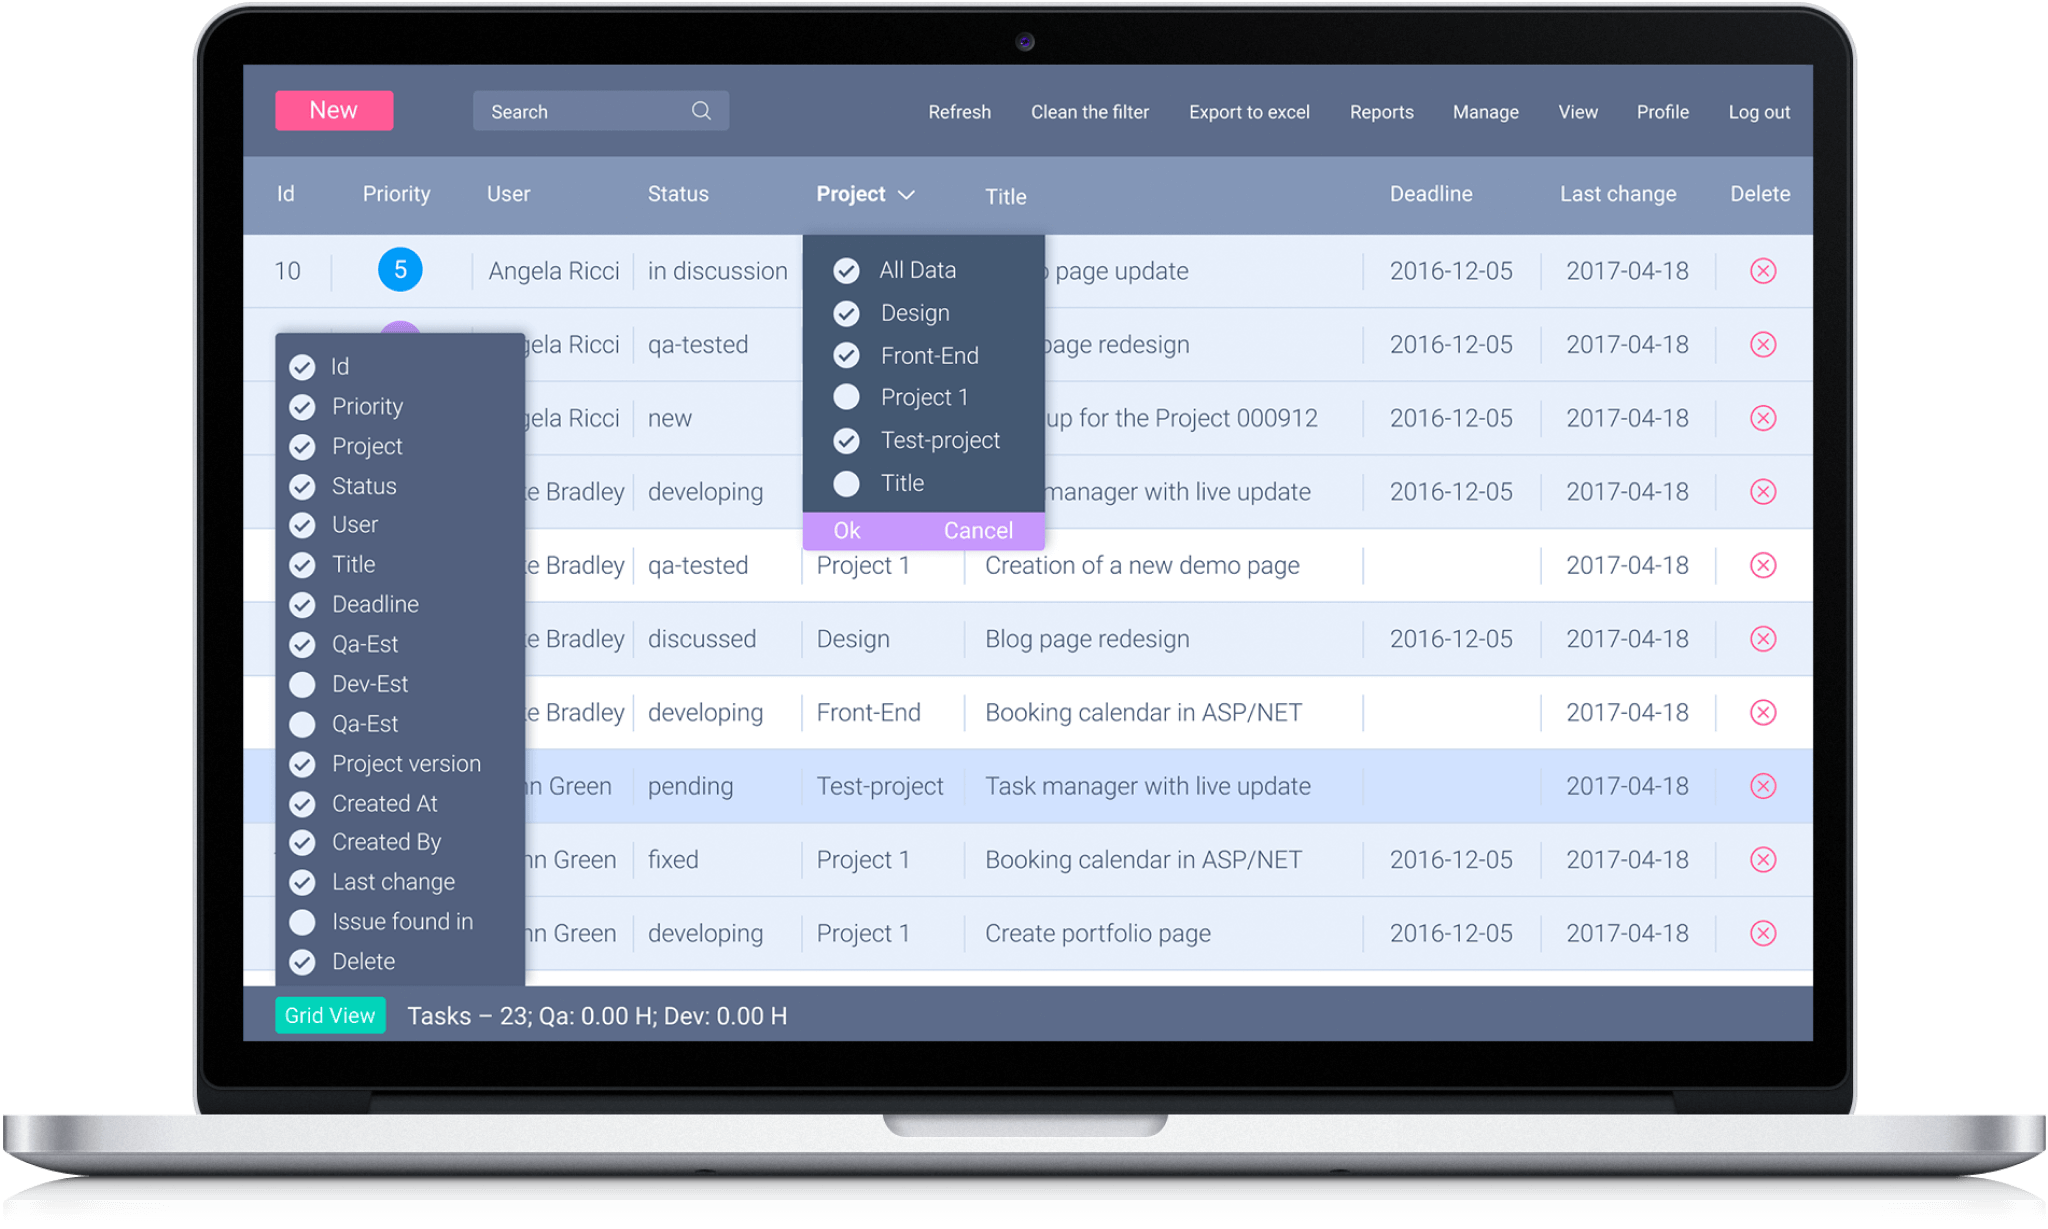 New Search Refresh Clean the filter Export to excel Reports Manage View Profile Log out
Id Priority User Status Project Title Deadline Last change Delete
10 5 Angela Ricci in discussion page update 2016-12-05 2017-04-18
Ricci qa-tested page redesign 2016-12-05 2017-04-18
Ricci new up for the Project 000912 2016-12-05 2017-04-18
Bradley developing manager with live update 2016-12-05 2017-04-18
Bradley qa-tested Project 1 Creation of a new demo page 2017-04-18
Bradley discussed Design Blog page redesign 2016-12-05 2017-04-18
Bradley developing Front-End Booking calendar in ASP/NET 2017-04-18
Green pending Test-project Task manager with live update 2017-04-18
Green fixed Project 1 Booking calendar in ASP/NET 2016-12-05 2017-04-18
Green developing Project 1 Create portfolio page 2016-12-05 2017-04-18
All Data
Design
Front-End
Project 1
Test-project
Title
Ok Cancel
Id
Priority
Project
Status
User
Title
Deadline
Qa-Est
Dev-Est
Qa-Est
Project version
Created At
Created By
Last change
Issue found in
Delete
Grid View Tasks – 23; Qa: 0.00 H; Dev: 0.00 H